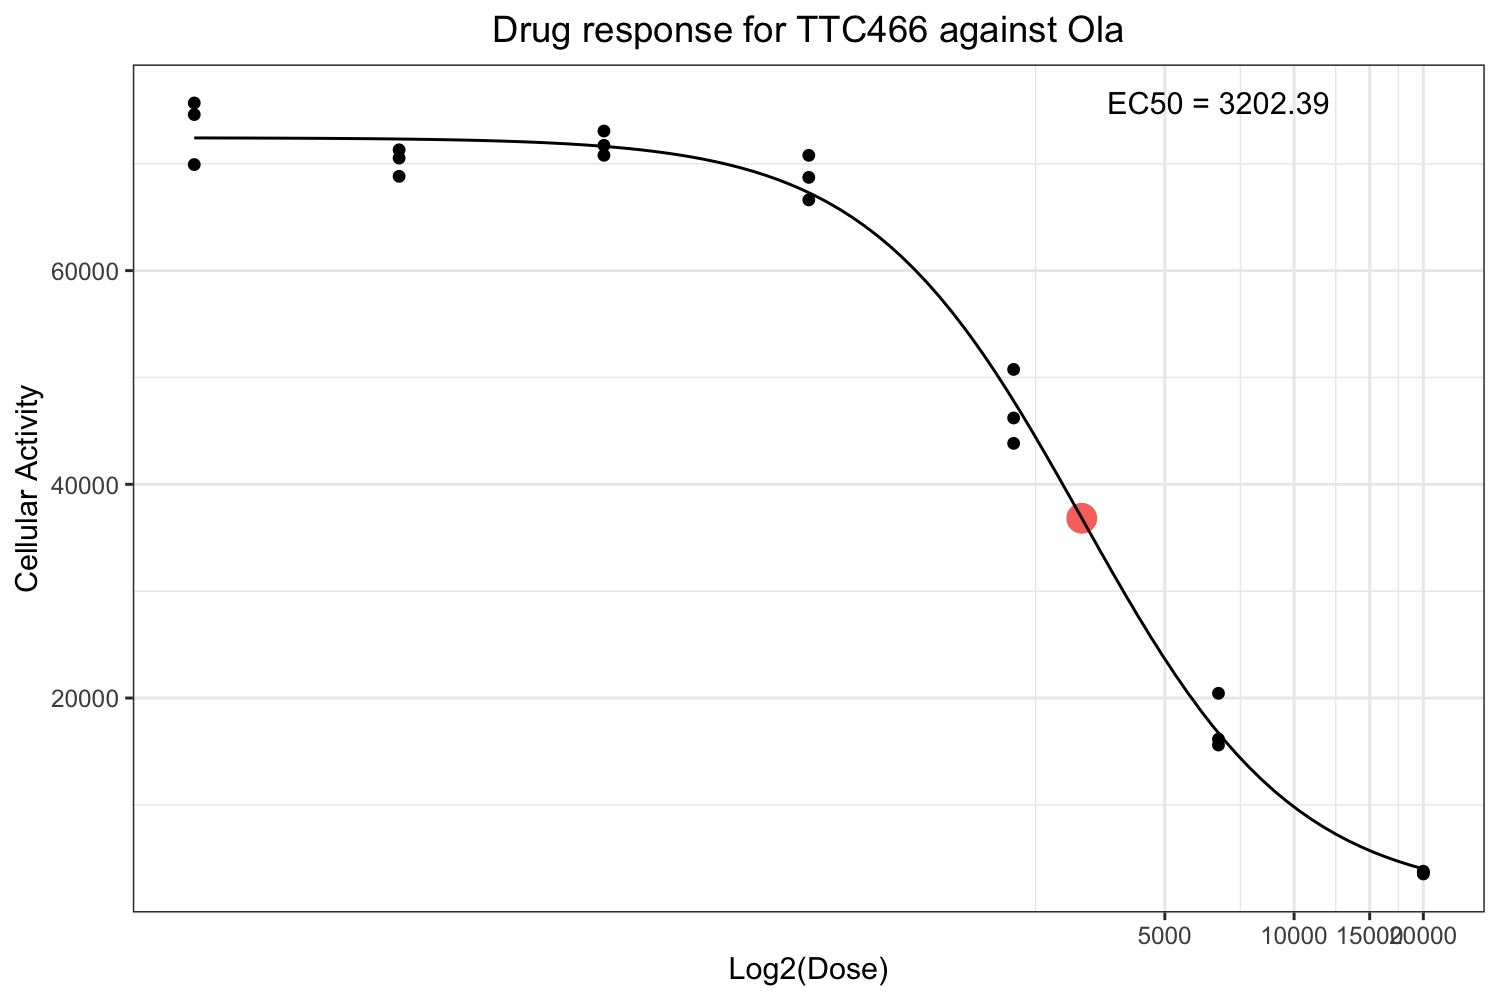 Drug response for TTC466 against Ola
EC50 = 3202.39
60000
40000
20000
Cellular Activity
5000
10000
15000
20000
Log2(Dose)